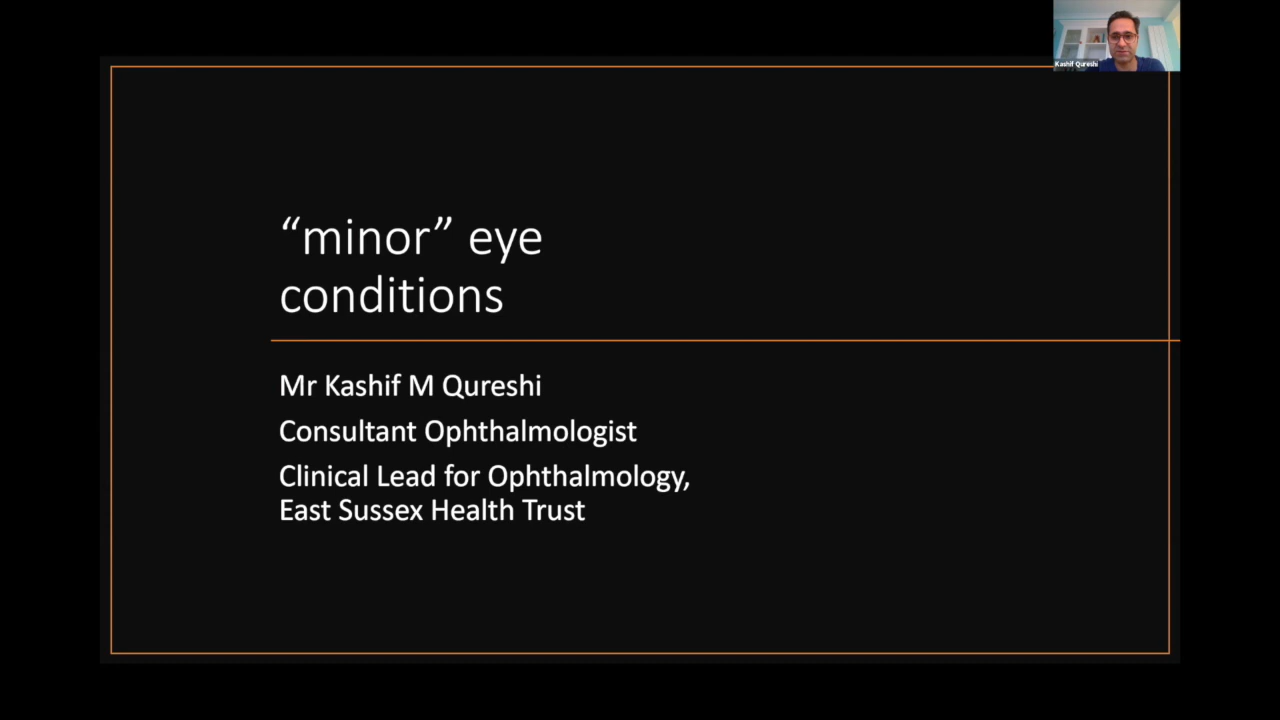 Kashif Qureshi
“minor” eye
conditions
Mr Kashif M Qureshi
Consultant Ophthalmologist
Clinical Lead for Ophthalmology,
East Sussex Health Trust